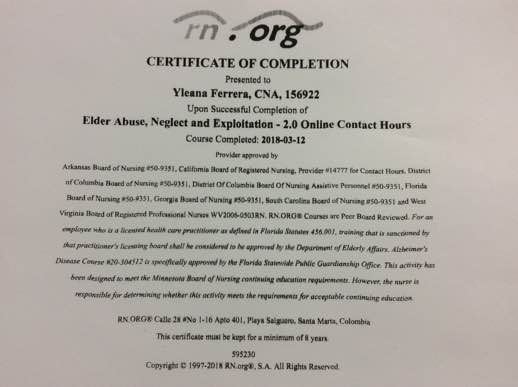 rn.org
CERTIFICATE OF COMPLETION
Presented to
Yleana Ferrera, CNA, 156922
Upon Successful Completion of
Elder Abuse, Neglect and Exploitation - 2.0 Online Contact Hours
Course Completed: 2018-03-12
Provider approved by
Arkansas Board of Nursing #50-9351, California Board of Registered Nursing, Provider #14777 for Contact Hours, District
of Columbia Board of Nursing #50-9351, District Of Columbia Board Of Nursing Assistive Personnel #50-9351, Florida
Board of Nursing #50-9351, Georgia Board of Nursing #50-9351, South Carolina Board of Nursing #50-9351 and West
Virginia Board of Registered Professional Nurses WV2006-0503RN. RN.ORG® Courses are Peer Board Reviewed. For an
employee who is a licensed health care practitioner as defined in Florida Statutes 456.001, training that is sanctioned by
that practitioner's licensing board shall be considered to be approved by the Department of Elderly Affairs. Alzheimer's
Disease Course #20-304512 is specifically approved by the Florida Statewide Public Guardianship Office. This activity has
been designed to meet the Minnesota Board of Nursing continuing education requirements. However, the nurse is
responsible for determining whether this activity meets the requirements for acceptable continuing education.
RN.ORG® Calle 28 #No 1-16 Apto 401, Playa Salguero, Santa Marta, Colombia
This certificate must be kept for a minimum of 8 years.
595230
Copyright © 1997-2018 RN.org®, S.A. All Rights Reserved.